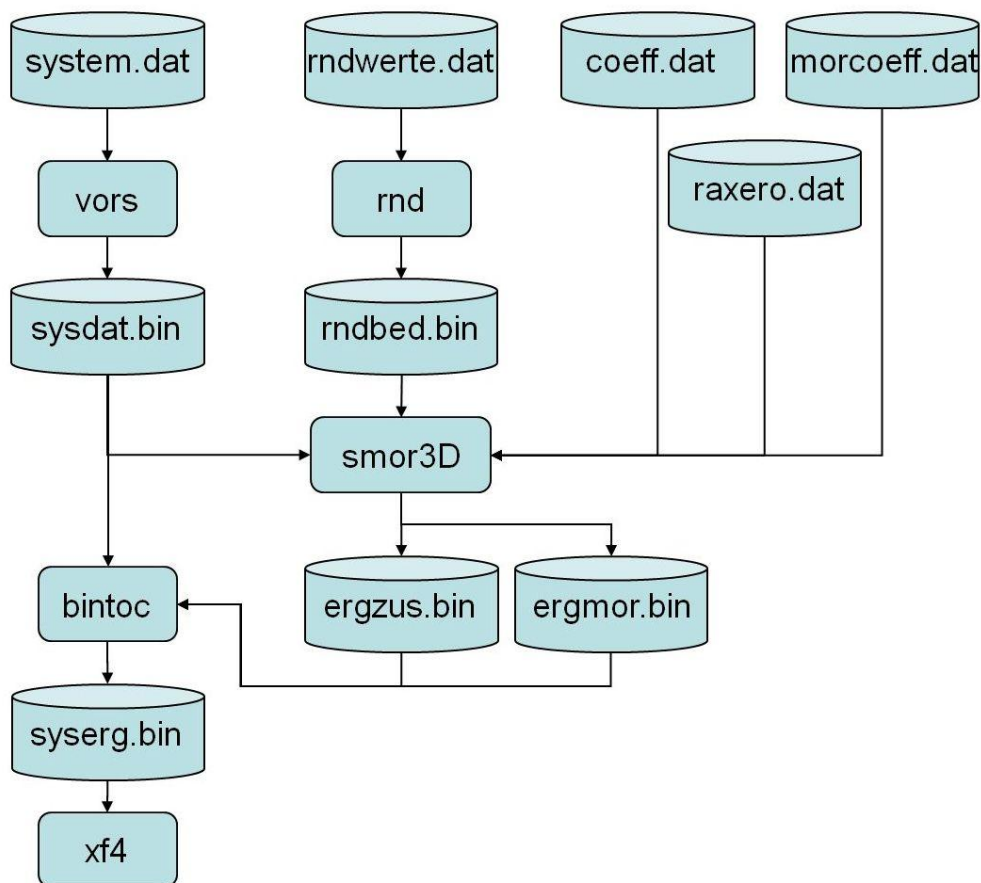 system.dat
rndwerte.dat
coeff.dat
morcoeff.dat
raxero.dat
vors
rnd
sysdat.bin
rndbed.bin
smor3D
bintoc
ergzus.bin
ergmor.bin
syserg.bin
xf4